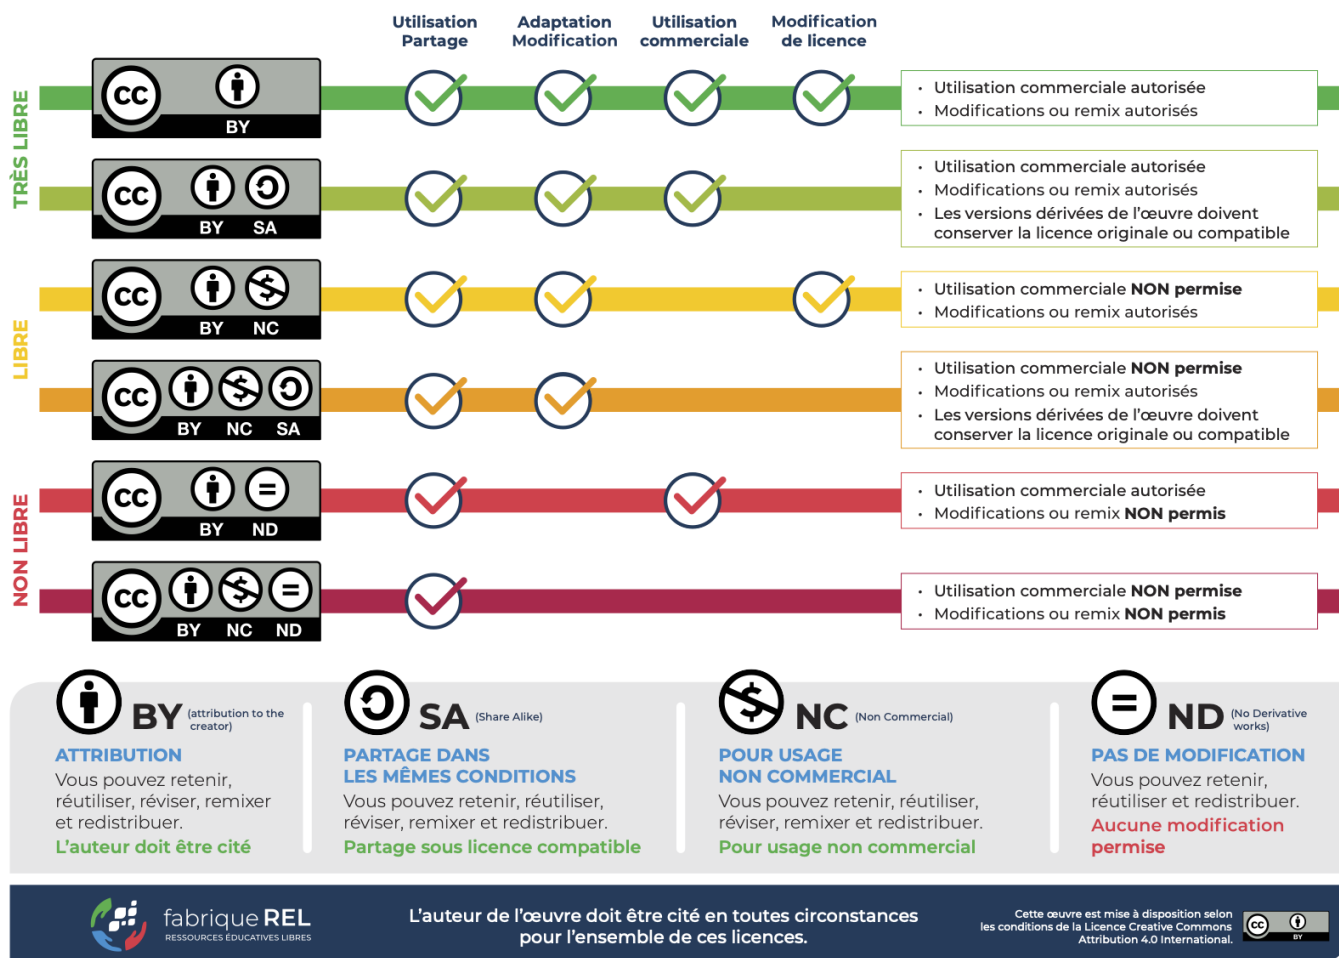 Utilisation
Partage
Adaptation
Modification
Utilisation
commerciale
Modification
de licence
TRÈS LIBRE
CC
BY
• Utilisation commerciale autorisée
• Modifications ou remix autorisés
CC
BY SA
• Utilisation commerciale autorisée
• Modifications ou remix autorisés
• Les versions dérivées de l’œuvre doivent
conserver la licence originale ou compatible
LIBRE
CC
BY NC
• Utilisation commerciale NON permise
• Modifications ou remix autorisés
CC
BY NC SA
• Utilisation commerciale NON permise
• Modifications ou remix autorisés
• Les versions dérivées de l’œuvre doivent
conserver la licence originale ou compatible
NON LIBRE
CC
BY ND
• Utilisation commerciale autorisée
• Modifications ou remix NON permis
CC
BY NC ND
• Utilisation commerciale NON permise
• Modifications ou remix NON permis
BY (attribution to the
creator)
ATTRIBUTION
Vous pouvez retenir,
réutiliser, réviser, remixer
et redistribuer.
L’auteur doit être cité
SA (Share Alike)
PARTAGE DANS
LES MÊMES CONDITIONS
Vous pouvez retenir, réutiliser,
réviser, remixer et redistribuer.
Partage sous licence compatible
NC (Non Commercial)
POUR USAGE
NON COMMERCIAL
Vous pouvez retenir, réutiliser,
réviser, remixer et redistribuer.
Pour usage non commercial
ND (No Derivative
works)
PAS DE MODIFICATION
Vous pouvez retenir,
réutiliser et redistribuer.
Aucune modification
permise
fabrique REL
RESSOURCES ÉDUCATIVES LIBRES
L’auteur de l’œuvre doit être cité en toutes circonstances
pour l’ensemble de ces licences.
Cette œuvre est mise à disposition selon
les conditions de la Licence Creative Commons
Attribution 4.0 International.
CC
BY